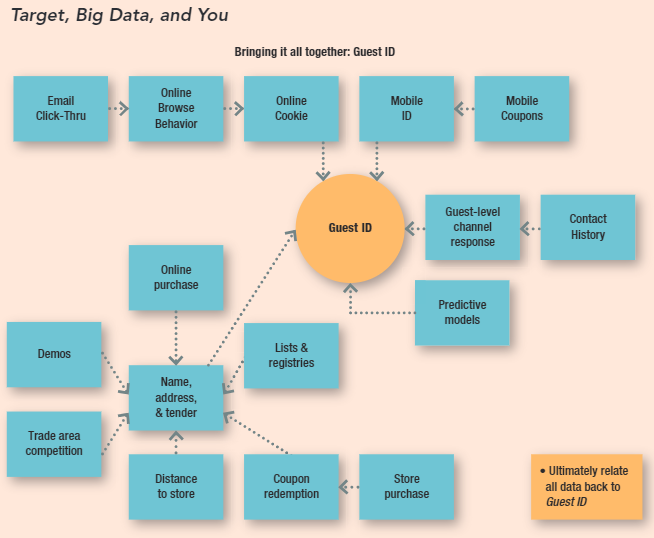 Target, Big Data, and You
Bringing it all together: Guest ID
Email
Click-Thru
Online
Browse
Behavior
Online
Cookie
Mobile
ID
Mobile
Coupons
Guest ID
Guest-level
channel
response
Contact
History
Online
purchase
Predictive
models
Demos
Lists &
registries
Name,
address,
& tender
Trade area
competition
Distance
to store
Coupon
redemption
Store
purchase
• Ultimately relate
all data back to
Guest ID